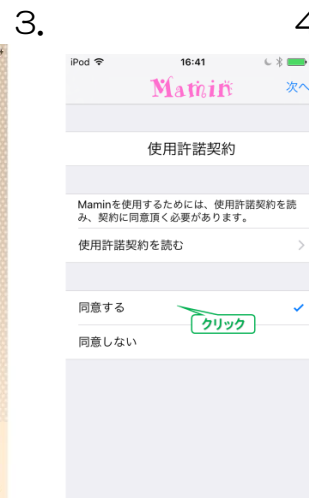 3.
iPod 16:41
Mamin 次へ
使用許諾契約
Maminを使用するためには、使用許諾契約を読
み、契約に同意頂く必要があります。
使用許諾契約を読む
同意する
クリック
同意しない